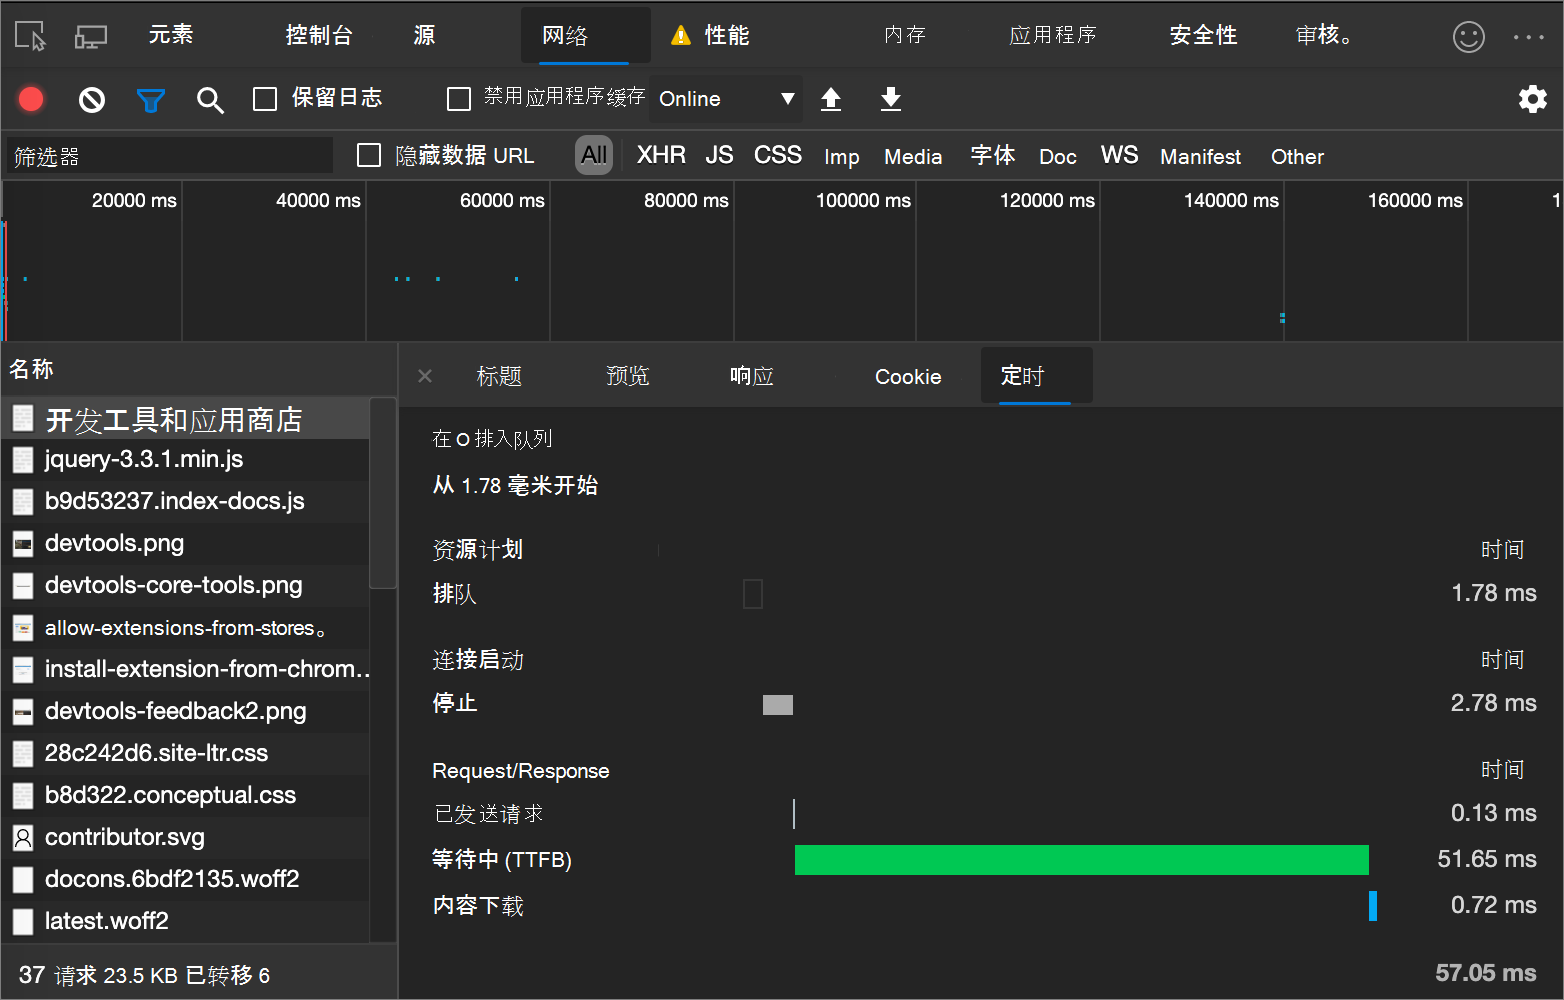 元素 控制台 源 网络 性能 内存 应用程序 安全性 审核。
保留日志 禁用应用程序缓存 Online
筛选器 隐藏数据 URL All XHR JS CSS Imp Media 字体 Doc WS Manifest Other
20000 ms 40000 ms 60000 ms 80000 ms 100000 ms 120000 ms 140000 ms 160000 ms 1
名称
开发工具和应用商店
jquery-3.3.1.min.js
b9d53237.index-docs.js
devtools.png
devtools-core-tools.png
allow-extensions-from-stores。
install-extension-from-chrom..
devtools-feedback2.png
28c242d6.site-ltr.css
b8d322.conceptual.css
contributor.svg
docons.6bdf2135.woff2
latest.woff2
37 请求 23.5 KB 已转移 6
标题 预览 响应 Cookie 定时
在 O 排入队列
从 1.78 毫米开始
资源计划 时间
排队 1.78 ms
连接启动 时间
停止 2.78 ms
Request/Response 时间
已发送请求 0.13 ms
等待中 (TTFB) 51.65 ms
内容下载 0.72 ms
57.05 ms